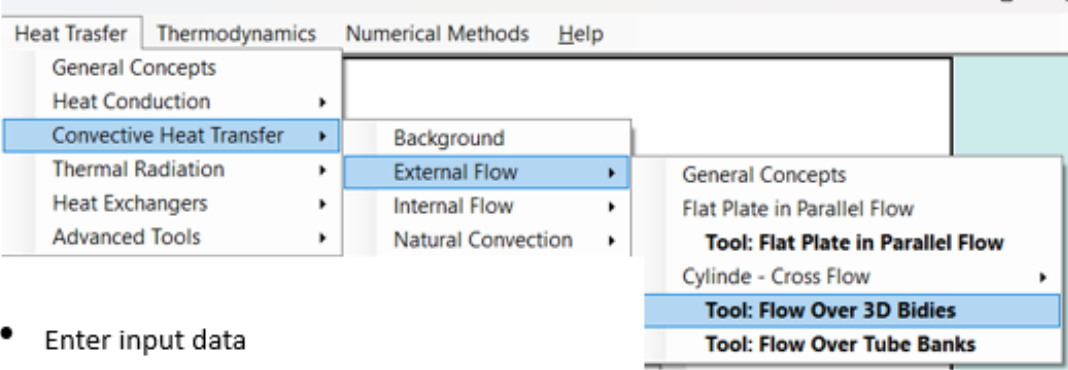 Heat Trasfer Thermodynamics Numerical Methods Help
General Concepts
Heat Conduction
Convective Heat Transfer
Thermal Radiation
Heat Exchangers
Advanced Tools
Background
External Flow
Internal Flow
Natural Convection
General Concepts
Flat Plate in Parallel Flow
Tool: Flat Plate in Parallel Flow
Cylinde - Cross Flow
Tool: Flow Over 3D Bidies
Tool: Flow Over Tube Banks
• Enter input data